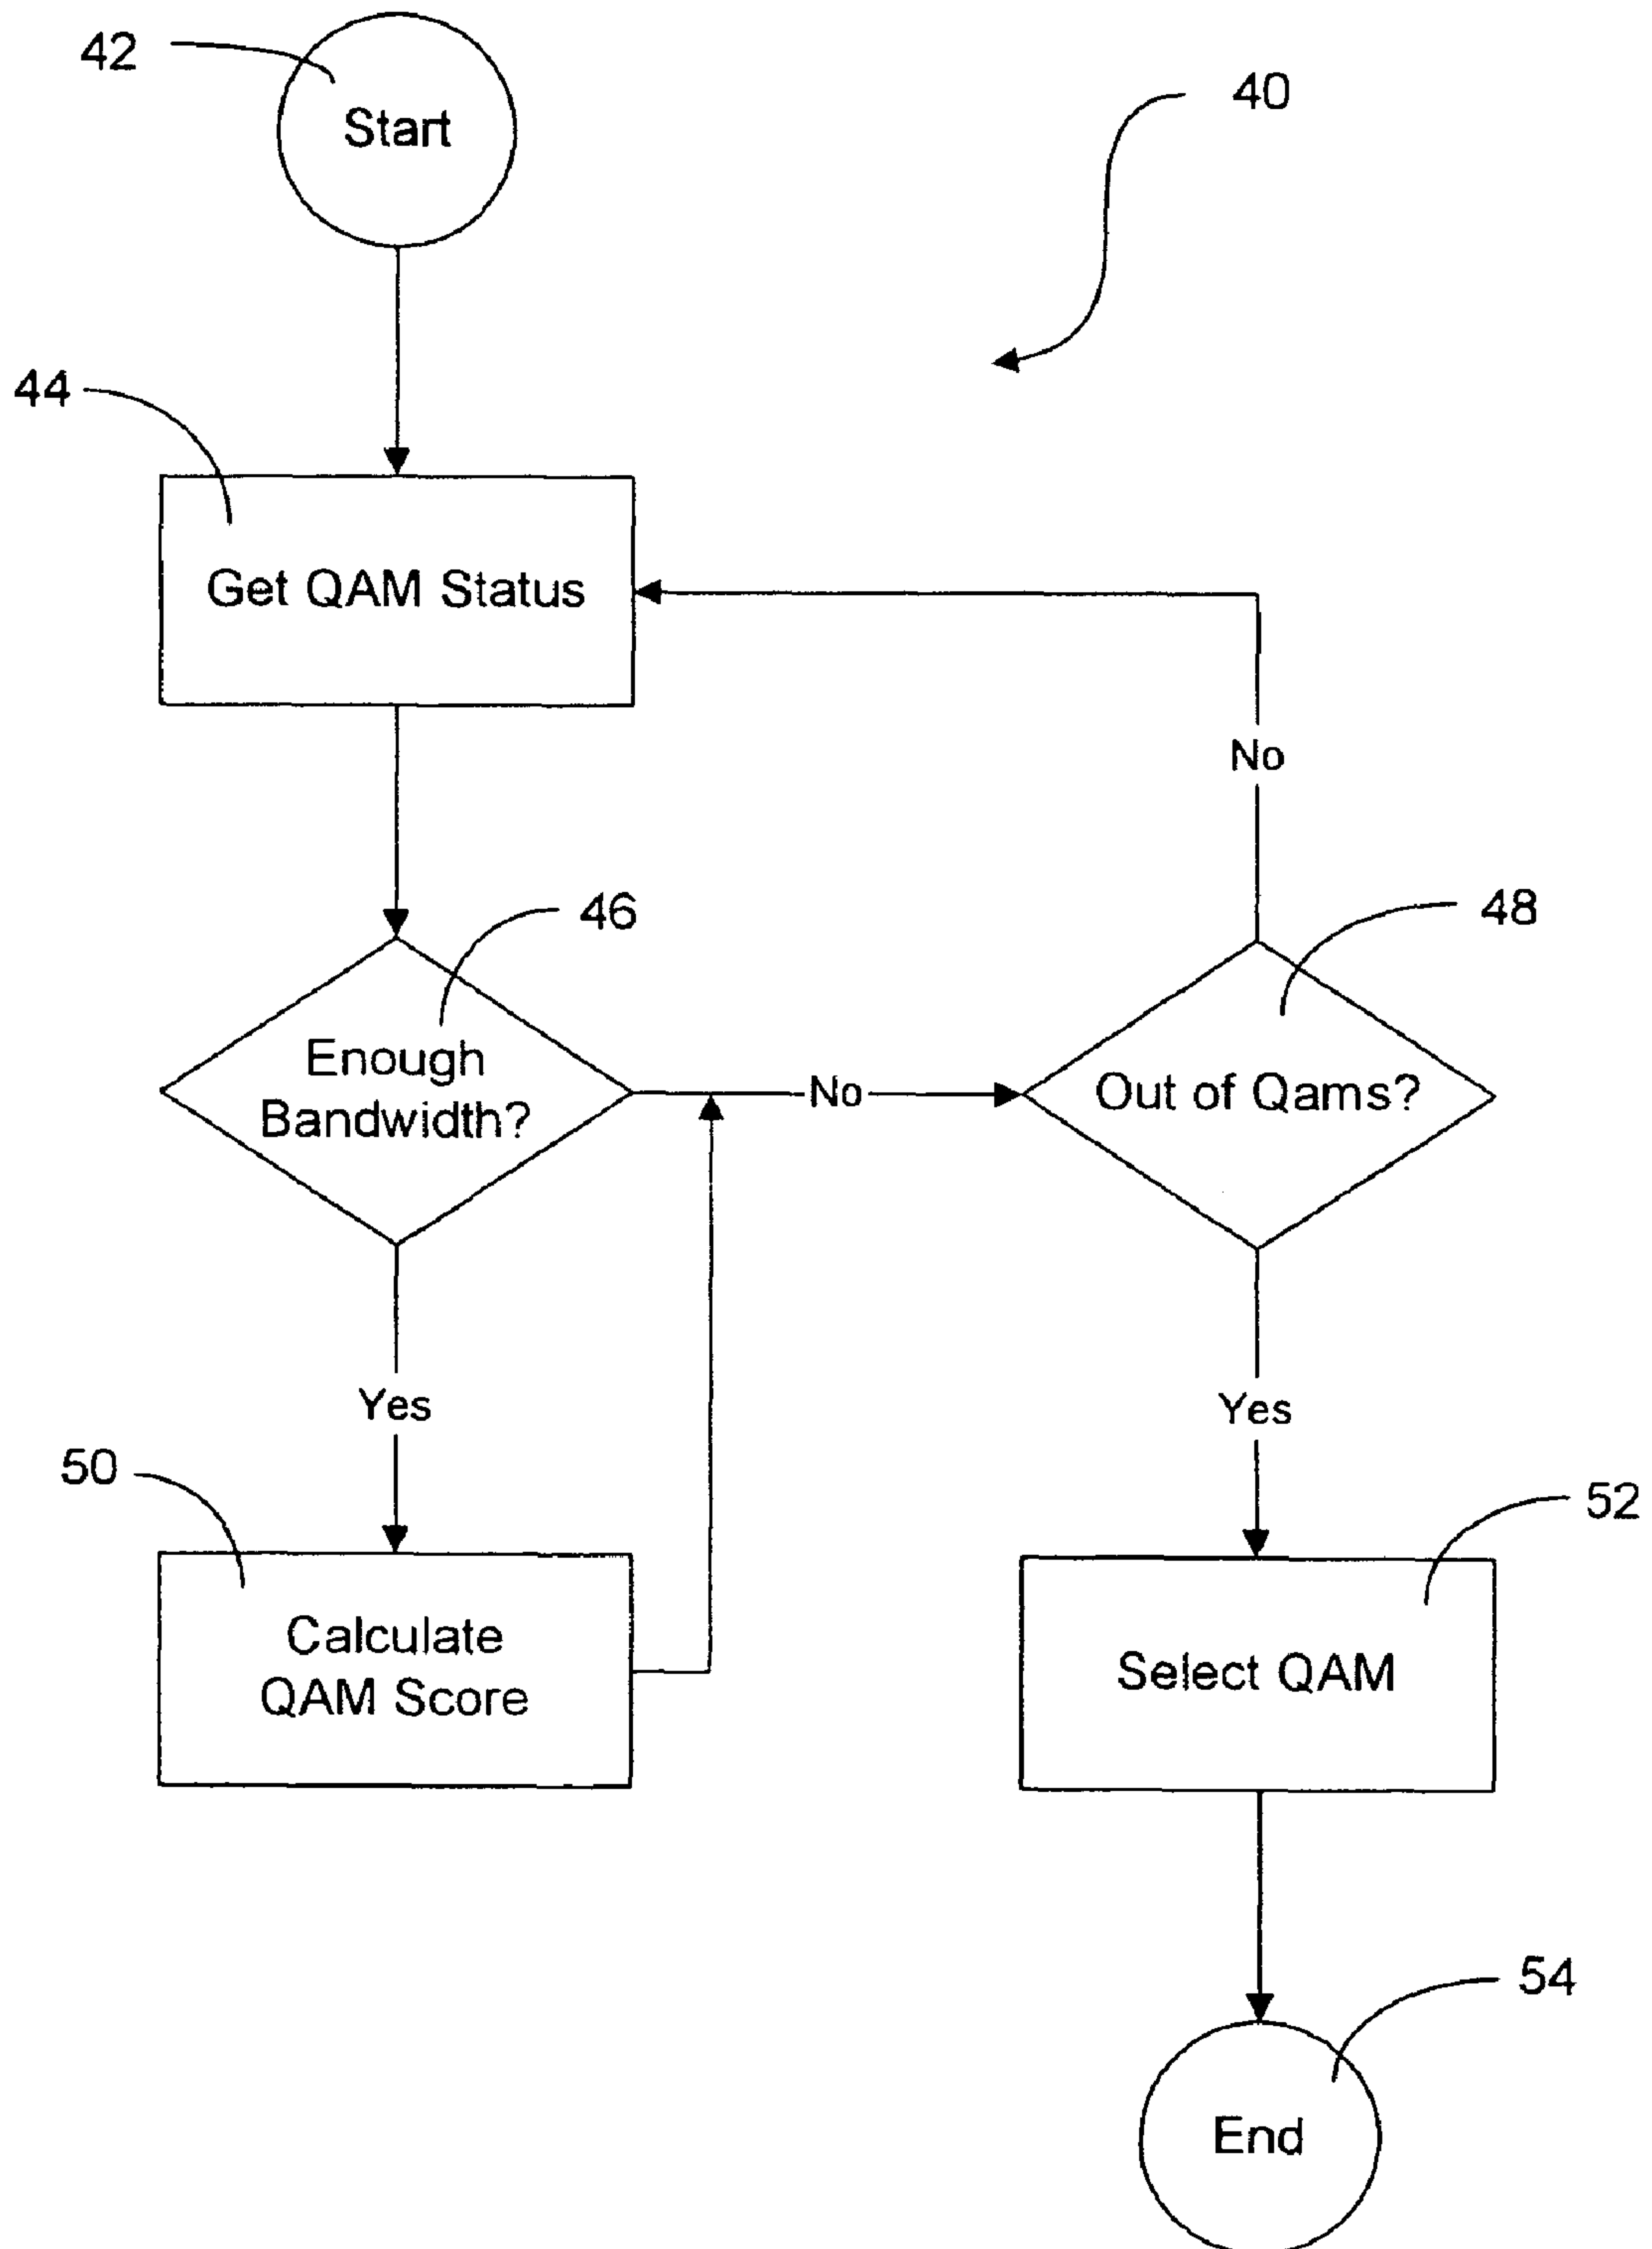 42
Start
40
44
Get QAM Status
No
46
48
Enough
Bandwidth?
No
Out of Qams?
Yes
Yes
50
52
Calculate
QAM Score
Select QAM
54
End